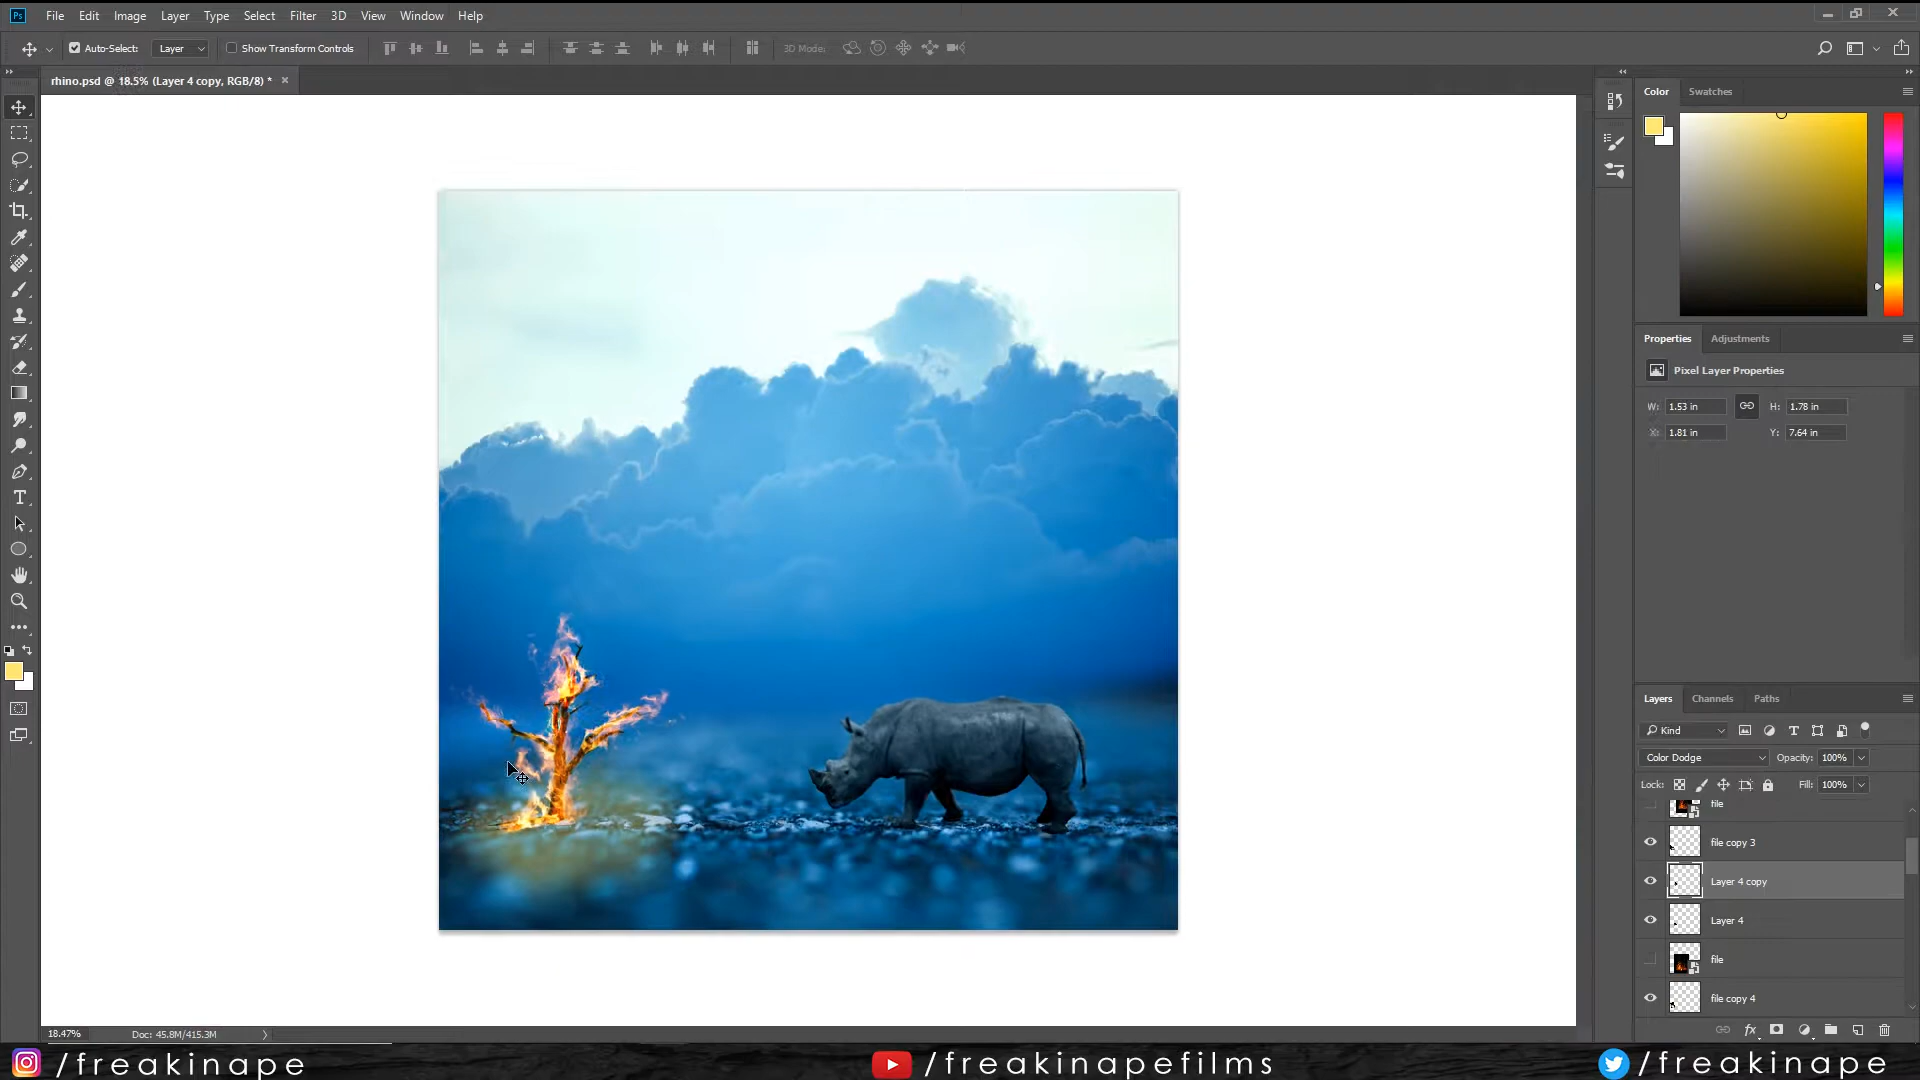 Ps File Edit Image Layer Type Select Filter 3D View Window Help
Auto-Select: Layer Show Transform Controls 3D Mode:
rhino.psd @ 18.5% (Layer 4 copy, RGB/8) *
Color Swatches
Properties Adjustments
Pixel Layer Properties
W: 1.53 in H: 1.78 in
X: 1.81 in Y: 7.64 in
Layers Channels Paths
Kind
Color Dodge Opacity: 100%
Lock: Fill: 100%
file
file copy 3
Layer 4 copy
Layer 4
file
file copy 4
18.47% Doc: 45.8M/415.3M
/freakinape /freakinapefilms /freakinape